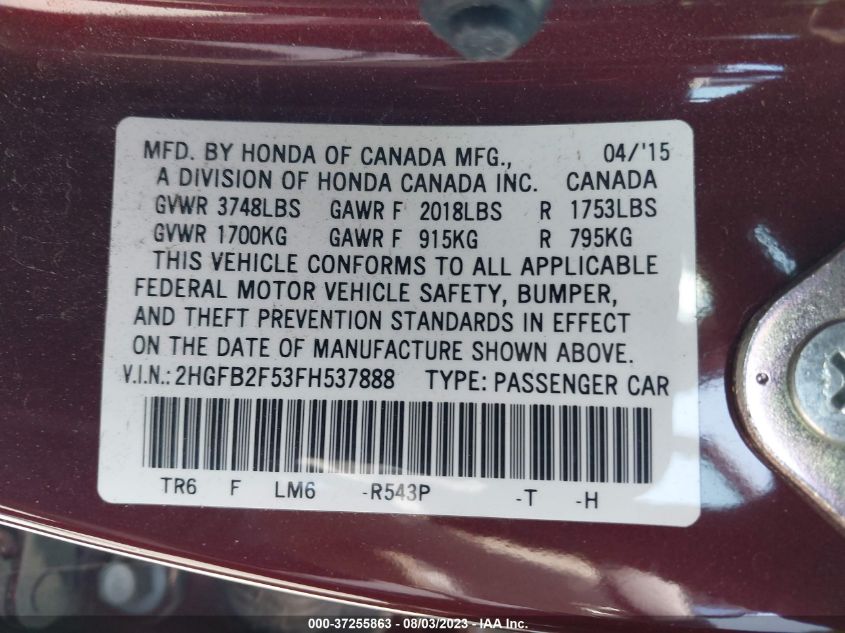 MFD. BY HONDA OF CANADA MFG., 04/'15
A DIVISION OF HONDA CANADA INC. CANADA
GVWR 3748LBS GAWR F 2018LBS R 1753LBS
GVWR 1700KG GAWR F 915KG R 795KG
THIS VEHICLE CONFORMS TO ALL APPLICABLE
FEDERAL MOTOR VEHICLE SAFETY, BUMPER,
AND THEFT PREVENTION STANDARDS IN EFFECT
ON THE DATE OF MANUFACTURE SHOWN ABOVE.
V.I.N.: 2HGFB2F53FH537888 TYPE: PASSENGER CAR
TR6 F LM6 -R543P -T -H
000-37255863 - 08/03/2023 - IAA Inc.